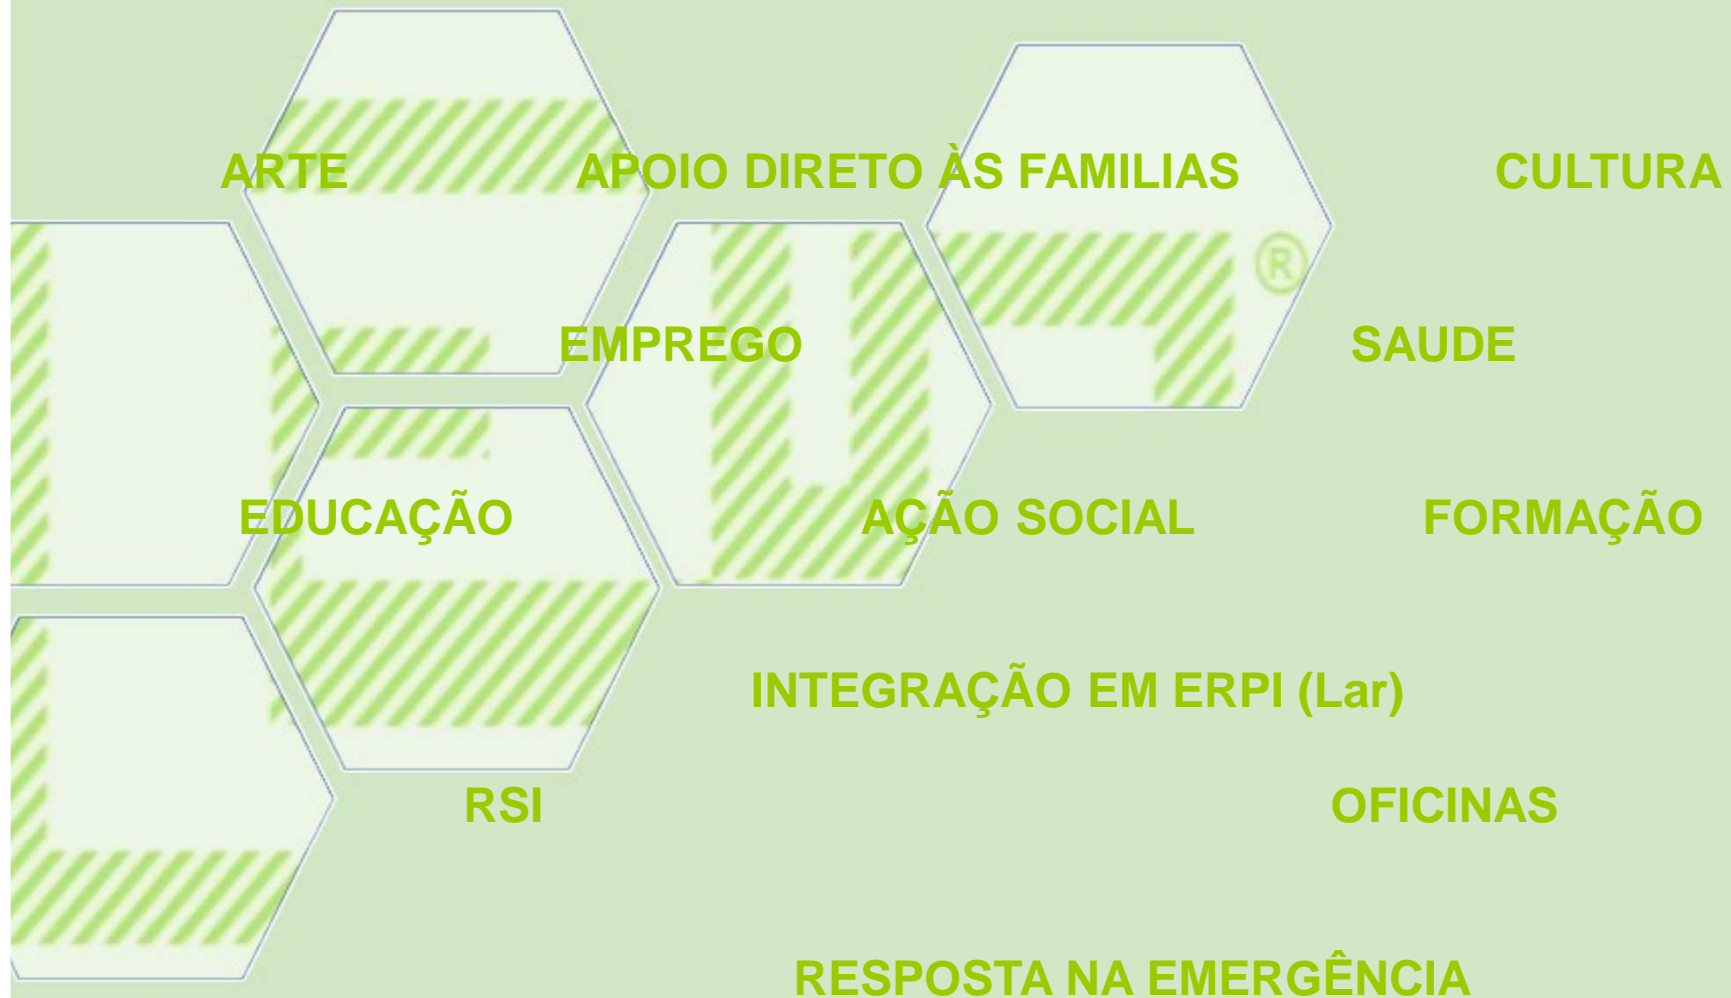 ARTE APOIO DIRETO ÀS FAMILIAS CULTURA
®
EMPREGO SAUDE
EDUCAÇÃO AÇÃO SOCIAL FORMAÇÃO
INTEGRAÇÃO EM ERPI (Lar)
RSI OFICINAS
RESPOSTA NA EMERGÊNCIA